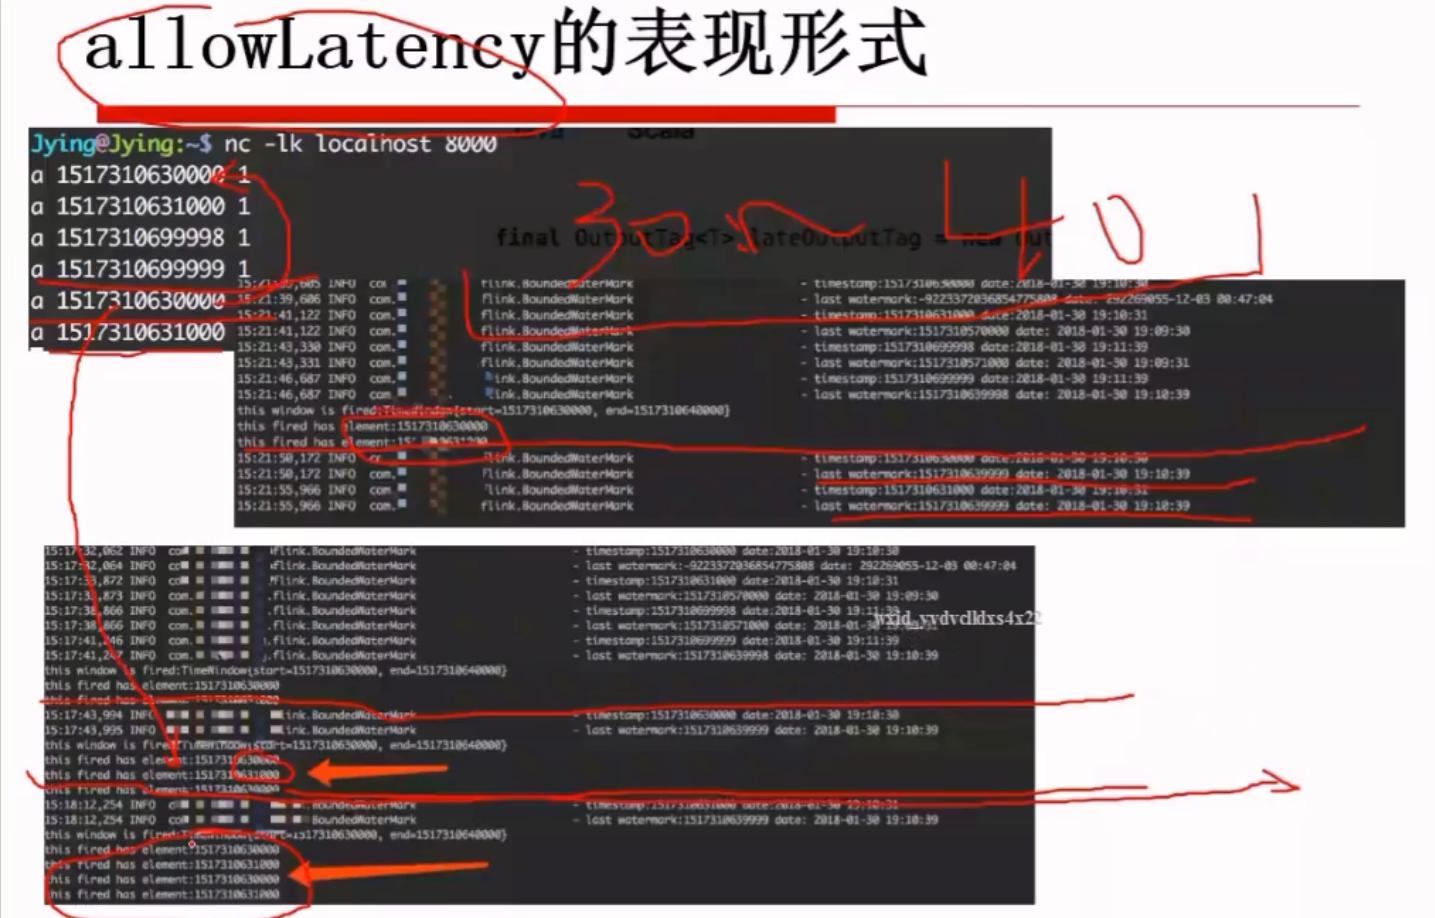 allowLatency的表现形式
Jying@Jying:~$ nc -lk localhost 8000
Java Scala
a 1517310630000 1
a 1517310631000 1
a 1517310699998 1
a 1517310699999 1
a 1517310630000
a 1517310631000
30 40
final OutputTag<T> lateOutputTag = new Out
INFO flink.BoundedWaterMark - timestamp:1517310630000 date:2018-01-30 19:10:30
15:21:39,606 INFO com. flink.BoundedWaterMark - last watermark:-9223372036854775808 date: 292269055-12-03 00:47:04
15:21:41,122 INFO com. flink.BoundedWaterMark - timestamp:1517310631000 date:2018-01-30 19:10:31
15:21:41,122 INFO com. flink.BoundedWaterMark - last watermark:1517310570000 date: 2018-01-30 19:09:30
15:21:43,330 INFO com. flink.BoundedWaterMark - timestamp:1517310699998 date:2018-01-30 19:11:39
15:21:43,331 INFO com. flink.BoundedWaterMark - last watermark:1517310571000 date: 2018-01-30 19:09:31
15:21:46,687 INFO com. link.BoundedWaterMark - timestamp:1517310699999 date:2018-01-30 19:11:39
15:21:46,687 INFO com. link.BoundedWaterMark - last watermark:1517310639998 date: 2018-01-30 19:10:39
this window is fired:TimeWindow{start=1517310630000, end=1517310640000}
this fired has element:1517310630000
this fired has element:
15:21:50,172 INFO flink.BoundedWaterMark - timestamp:1517310630000 date:2018-01-30 19:10:30
15:21:50,172 INFO com. flink.BoundedWaterMark - last watermark:1517310639999 date: 2018-01-30 19:10:39
15:21:55,966 INFO com. flink.BoundedWaterMark - timestamp:1517310631000 date:2018-01-30 19:10:31
15:21:55,966 INFO com. flink.BoundedWaterMark - last watermark:1517310639999 date: 2018-01-30 19:10:39
15:17:32,062 INFO flink.BoundedWaterMark - timestamp:1517310630000 date:2018-01-30 19:10:30
15:17:32,064 INFO flink.BoundedWaterMark - last watermark:-9223372036854775808 date: 292269055-12-03 00:47:04
15:17:33,872 INFO com. .flink.BoundedWaterMark - timestamp:1517310631000 date:2018-01-30 19:10:31
15:17:33,873 INFO com. .flink.BoundedWaterMark - last watermark:1517310570000 date: 2018-01-30 19:09:30
15:17:38,866 INFO com. .flink.BoundedWaterMark - timestamp:1517310699998 date:2018-01-30 19:11:39
15:17:38,866 INFO com. .flink.BoundedWaterMark - last watermark:1517310571000 date: 2018-01-30
wxid_yydvdldxs4x22
15:17:41,246 INFO com. .flink.BoundedWaterMark - timestamp:1517310699999 date:2018-01-30 19:11:39
15:17:41,247 INFO com. .flink.BoundedWaterMark - last watermark:1517310639998 date: 2018-01-30 19:10:39
this window is fired:TimeWindow{start=1517310630000, end=1517310640000}
this fired has element:1517310630000
this fired has element:1517310631000
15:17:43,994 INFO link.BoundedWaterMark - timestamp:1517310630000 date:2018-01-30 19:10:30
15:17:43,995 INFO link.BoundedWaterMark - last watermark:1517310639999 date: 2018-01-30 19:10:39
this window is fired:TimeWindow{start=1517310630000, end=1517310640000}
this fired has element:1517310630000
this fired has element:1517310631000
this fired has element:1517310630000
15:18:12,254 INFO BoundedWaterMark - timestamp:1517310631000 date:2018-01-30 19:10:31
15:18:12,254 INFO BoundedWaterMark - last watermark:1517310639999 date: 2018-01-30 19:10:39
this window is fired:TimeWindow{start=1517310630000, end=1517310640000}
this fired has element:1517310630000
this fired has element:1517310631000
this fired has element:1517310630000
this fired has element:1517310631000